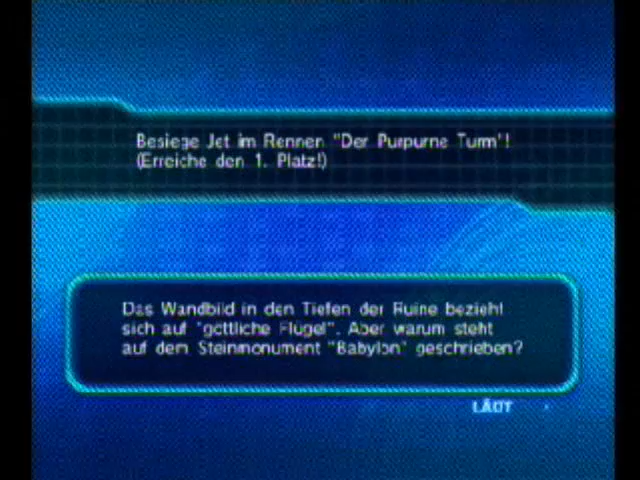 Besiege Jet im Rennen "Der Purpurne Turm"!
(Erreiche den 1. Platz!)
Das Wandbild in den Tiefen der Ruine bezieht
sich auf "göttliche Flügel". Aber warum steht
auf dem Steinmonument "Babylon" geschrieben?
LÄDT